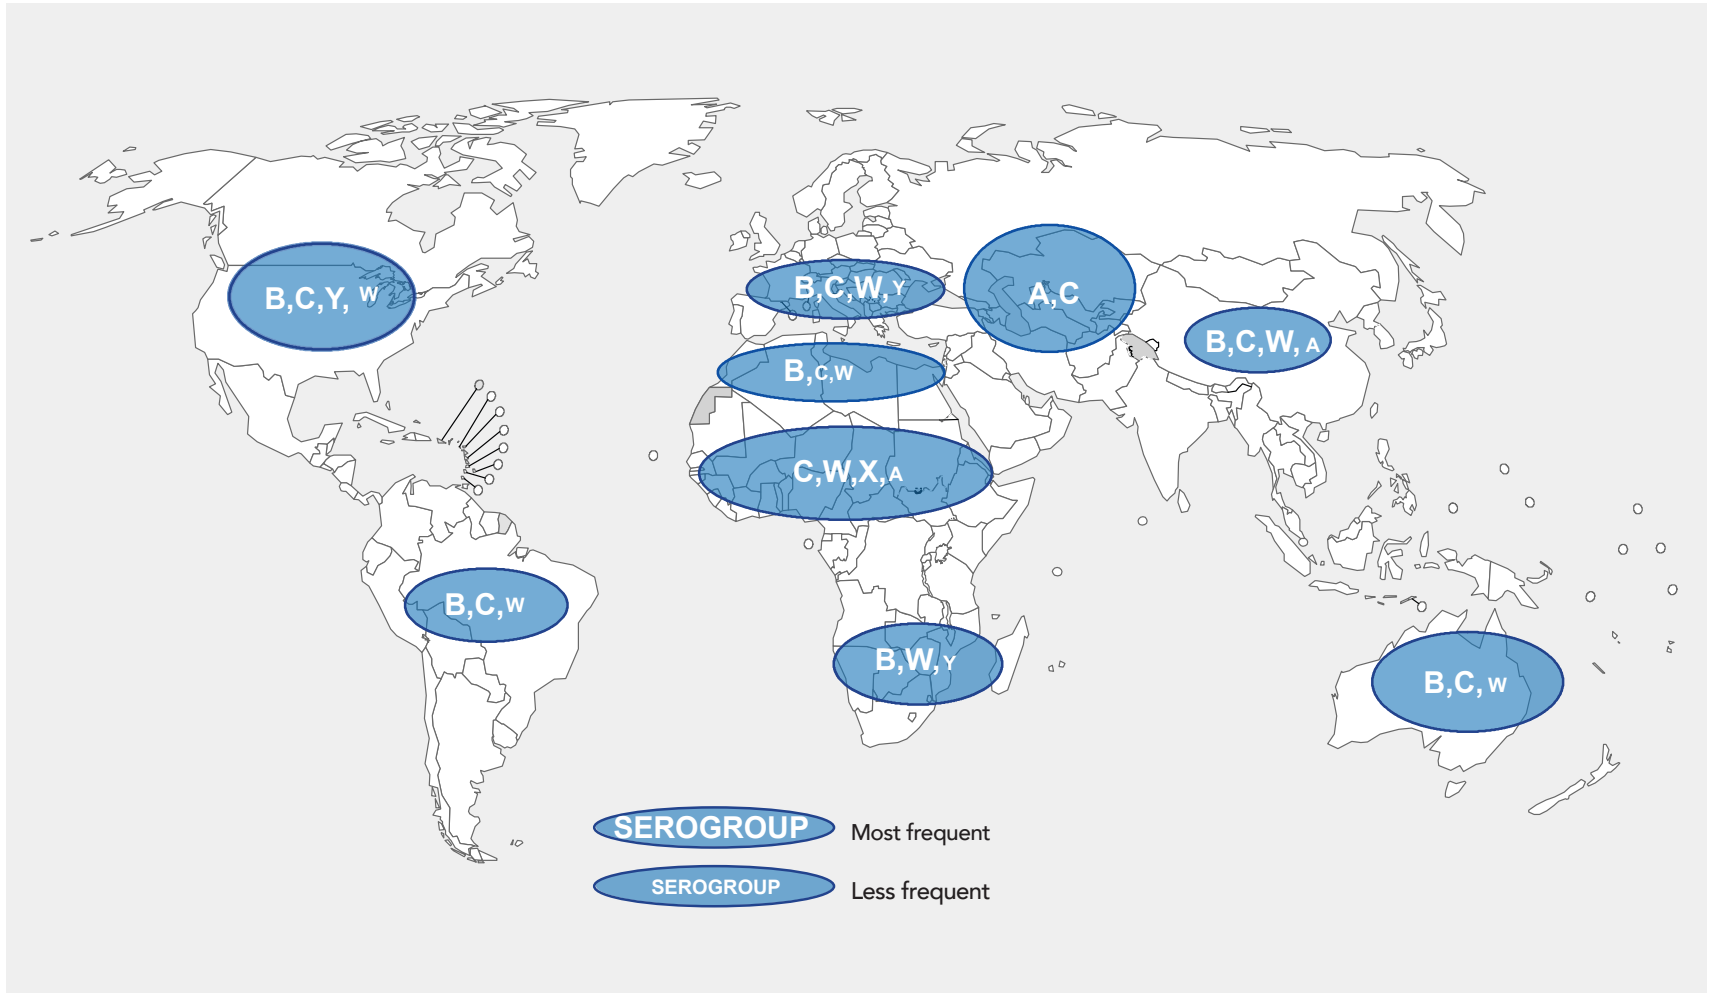 B,C,Y, W
B,C,W,Y
A,C
B,C,W, A
B,C,W
C,W,X,A
B,C,W
B,W,Y
B,C, W
SEROGROUP Most frequent
SEROGROUP Less frequent